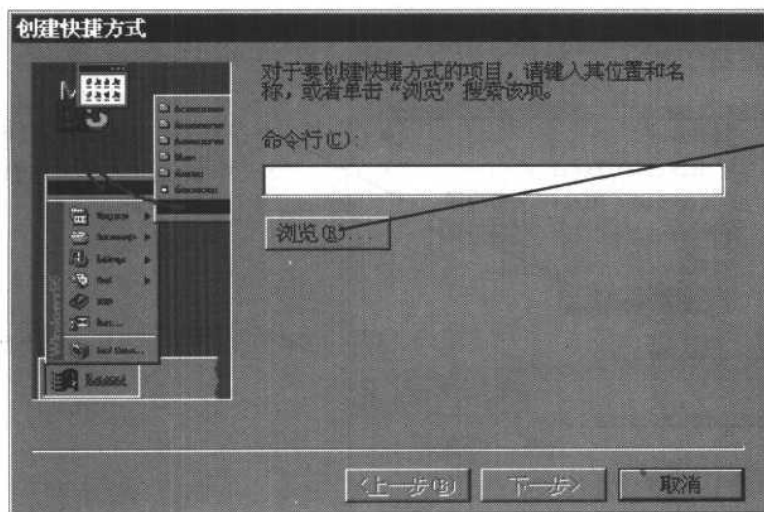 创建快捷方式
对于要创建快捷方式的项目，请键入其位置和名
称，或者单击“浏览”搜索该项。
命令行(C)：
浏览(R)...
<上一步(B)
下一步>
取消